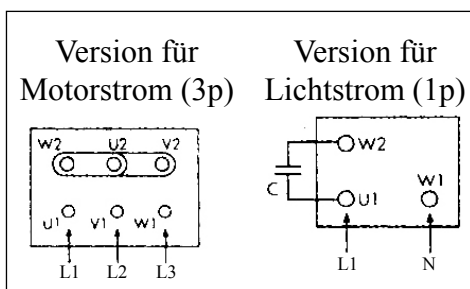 Version für
Motorstrom (3p)
W2 U2 V2
U1 V1 W1
L1 L2 L3
Version für
Lichtstrom (1p)
W2
C
U1 W1
L1 N